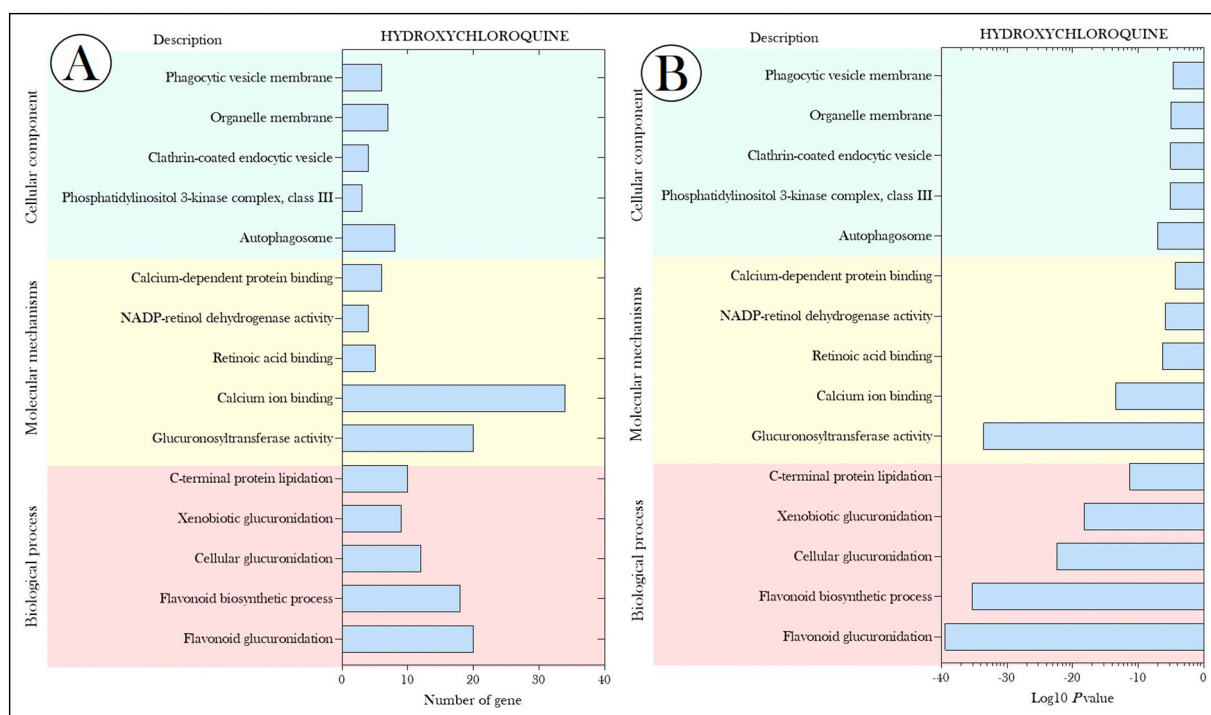 A
Description
HYDROXYCHLOROQUINE
Cellular component
Phagocytic vesicle membrane
Organelle membrane
Clathrin-coated endocytic vesicle
Phosphatidylinositol 3-kinase complex, class III
Autophagosome
Molecular mechanisms
Calcium-dependent protein binding
NADP-retinol dehydrogenase activity
Retinoic acid binding
Calcium ion binding
Glucuronosyltransferase activity
Biological process
C-terminal protein lipidation
Xenobiotic glucuronidation
Cellular glucuronidation
Flavonoid biosynthetic process
Flavonoid glucuronidation
0 10 20 30 40
Number of gene
B
Description
HYDROXYCHLOROQUINE
Cellular component
Phagocytic vesicle membrane
Organelle membrane
Clathrin-coated endocytic vesicle
Phosphatidylinositol 3-kinase complex, class III
Autophagosome
Molecular mechanisms
Calcium-dependent protein binding
NADP-retinol dehydrogenase activity
Retinoic acid binding
Calcium ion binding
Glucuronosyltransferase activity
Biological process
C-terminal protein lipidation
Xenobiotic glucuronidation
Cellular glucuronidation
Flavonoid biosynthetic process
Flavonoid glucuronidation
-40 -30 -20 -10 0
Log10 P value